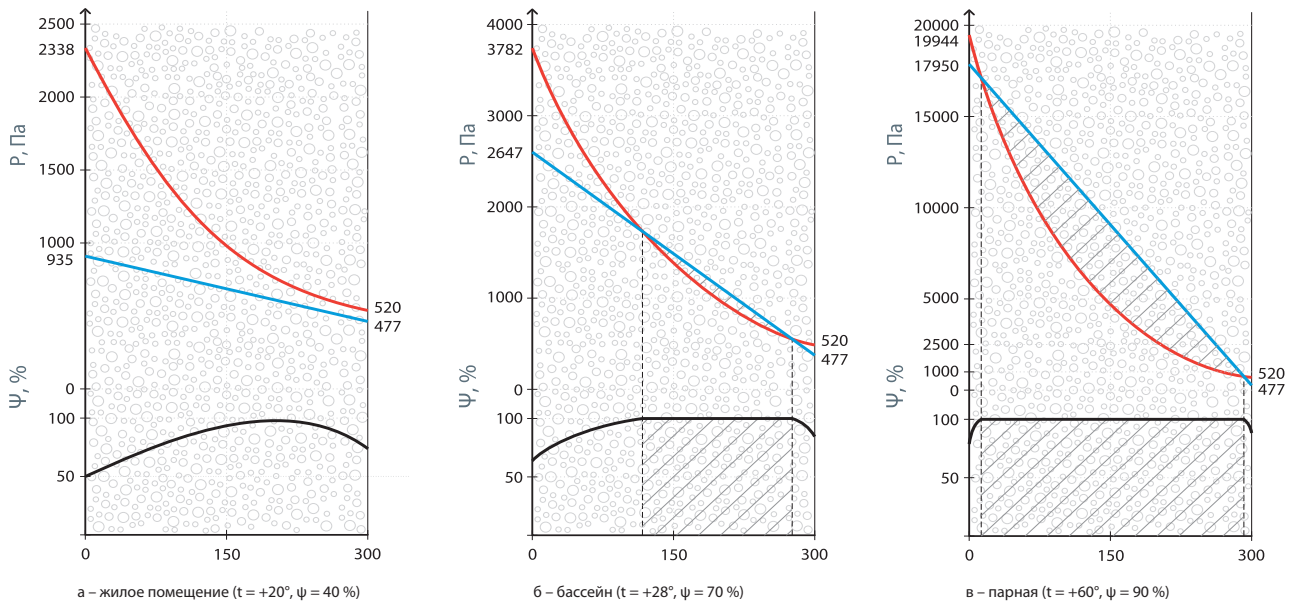 2500
2338
2000
1500
1000
935
520
477
0
100
50
0 150 300
P, Па
Ψ, %
а – жилое помещение (t = +20°, ψ = 40 %)
4000
3782
3000
2647
2000
1000
520
477
0
100
50
0 150 300
P, Па
Ψ, %
б – бассейн (t = +28°, ψ = 70 %)
20000
19944
17950
15000
10000
5000
2500
1000
520
0
477
100
50
0 150 300
P, Па
Ψ, %
в – парная (t = +60°, ψ = 90 %)